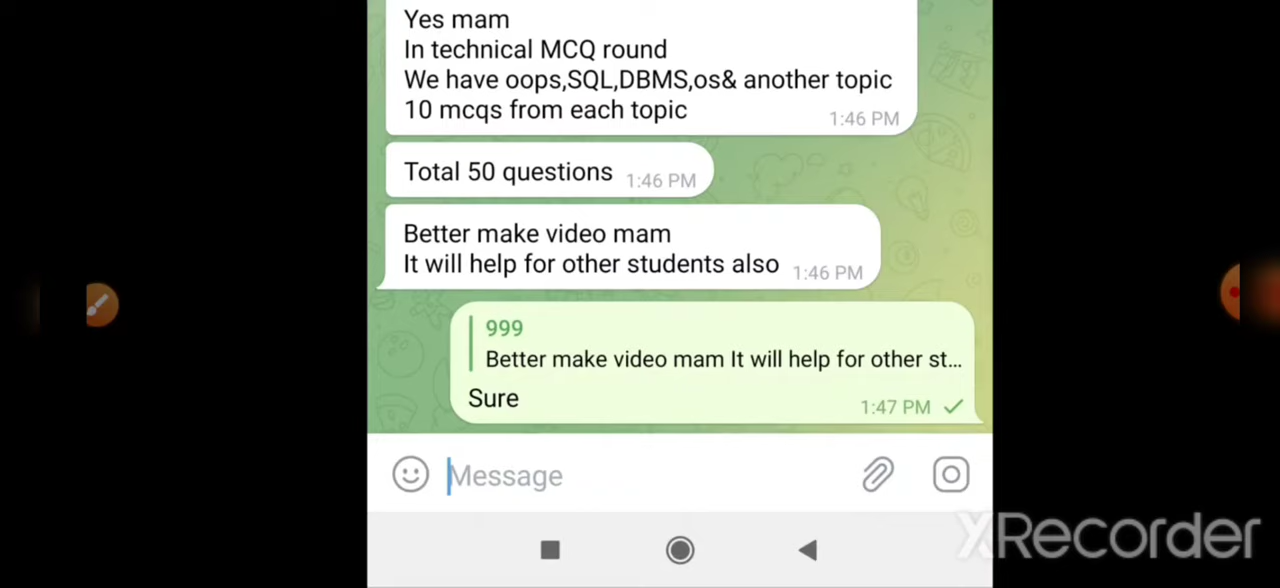 Yes mam
In technical MCQ round
We have oops,SQL,DBMS,os& another topic
10 mcqs from each topic
1:46 PM
Total 50 questions
1:46 PM
Better make video mam
It will help for other students also
1:46 PM
999
Better make video mam It will help for other st...
Sure
1:47 PM
Message
XRecorder